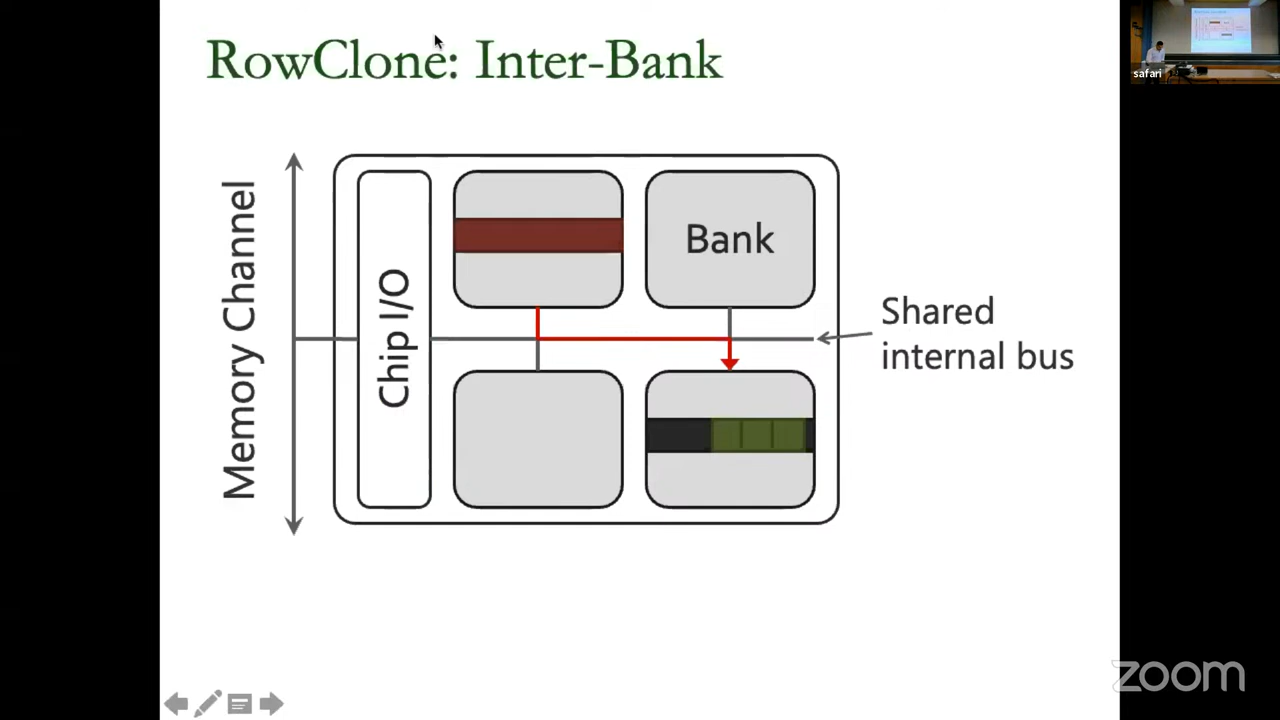 RowClone: Inter-Bank
safari
Memory Channel
Chip I/O
Bank
Shared
internal bus
zoom